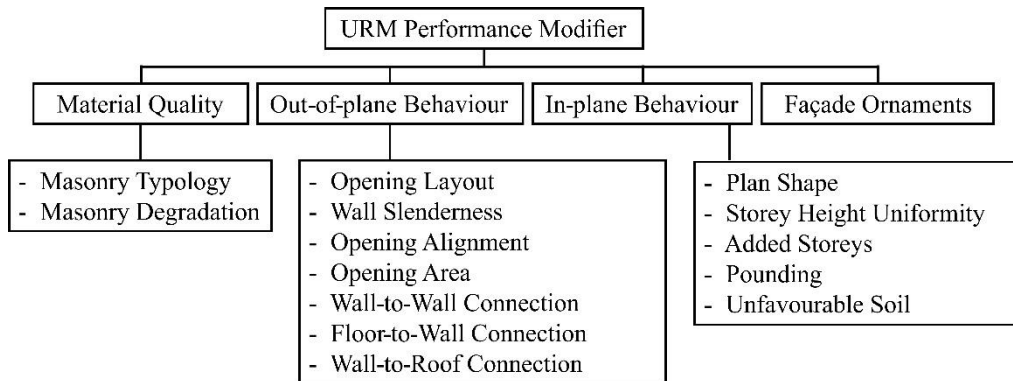 URM Performance Modifier
Material Quality
Out-of-plane Behaviour
In-plane Behaviour
Façade Ornaments
- Masonry Typology
- Masonry Degradation
- Opening Layout
- Wall Slenderness
- Opening Alignment
- Opening Area
- Wall-to-Wall Connection
- Floor-to-Wall Connection
- Wall-to-Roof Connection
- Plan Shape
- Storey Height Uniformity
- Added Storeys
- Pounding
- Unfavourable Soil